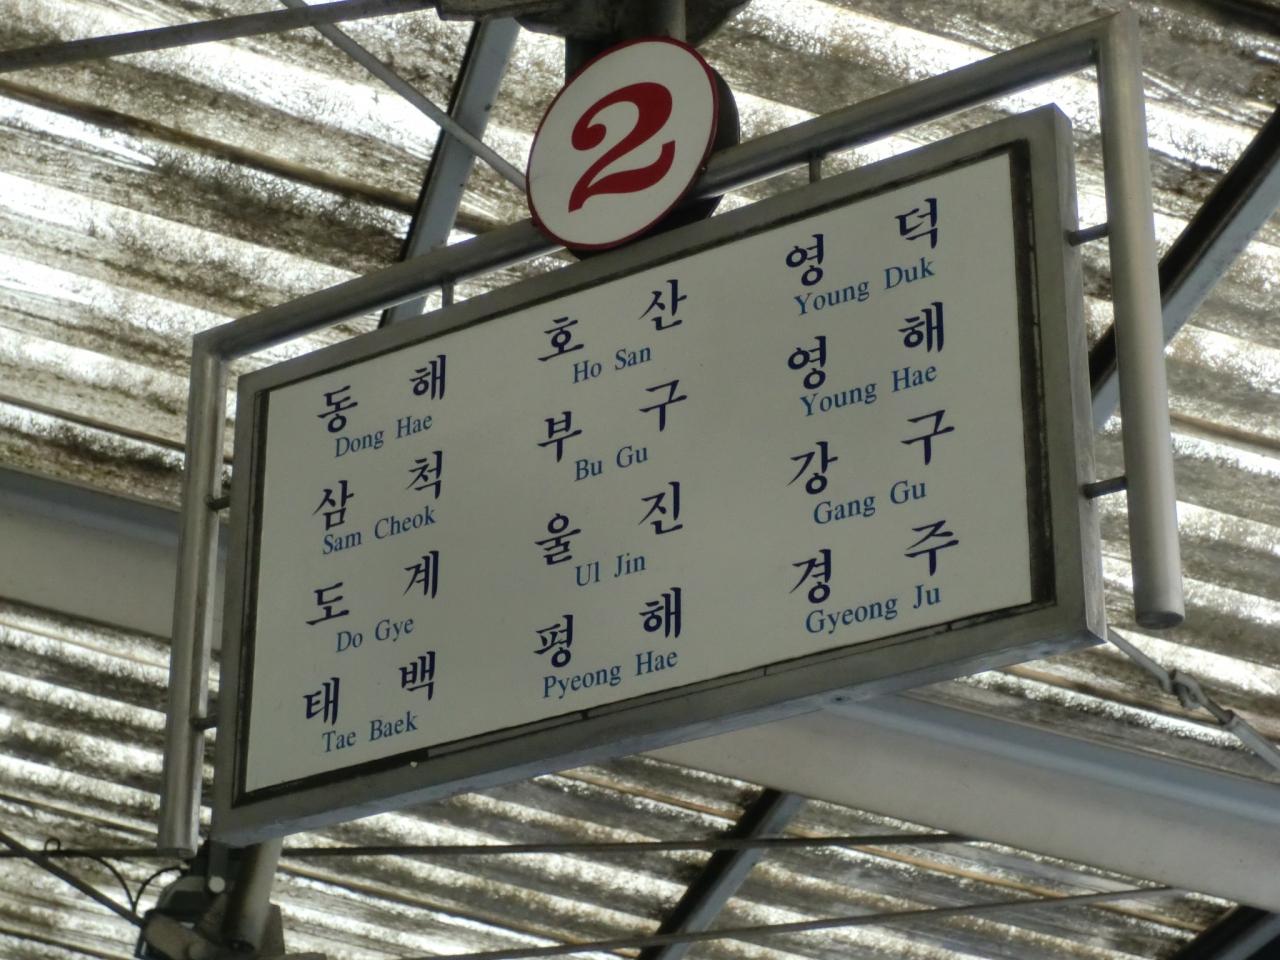 2
동 해
Dong Hae
삼 척
Sam Cheok
도 계
Do Gye
태 백
Tae Baek
호 산
Ho San
부 구
Bu Gu
울 진
Ul Jin
평 해
Pyeong Hae
영 덕
Young Duk
영 해
Young Hae
강 구
Gang Gu
경 주
Gyeong Ju